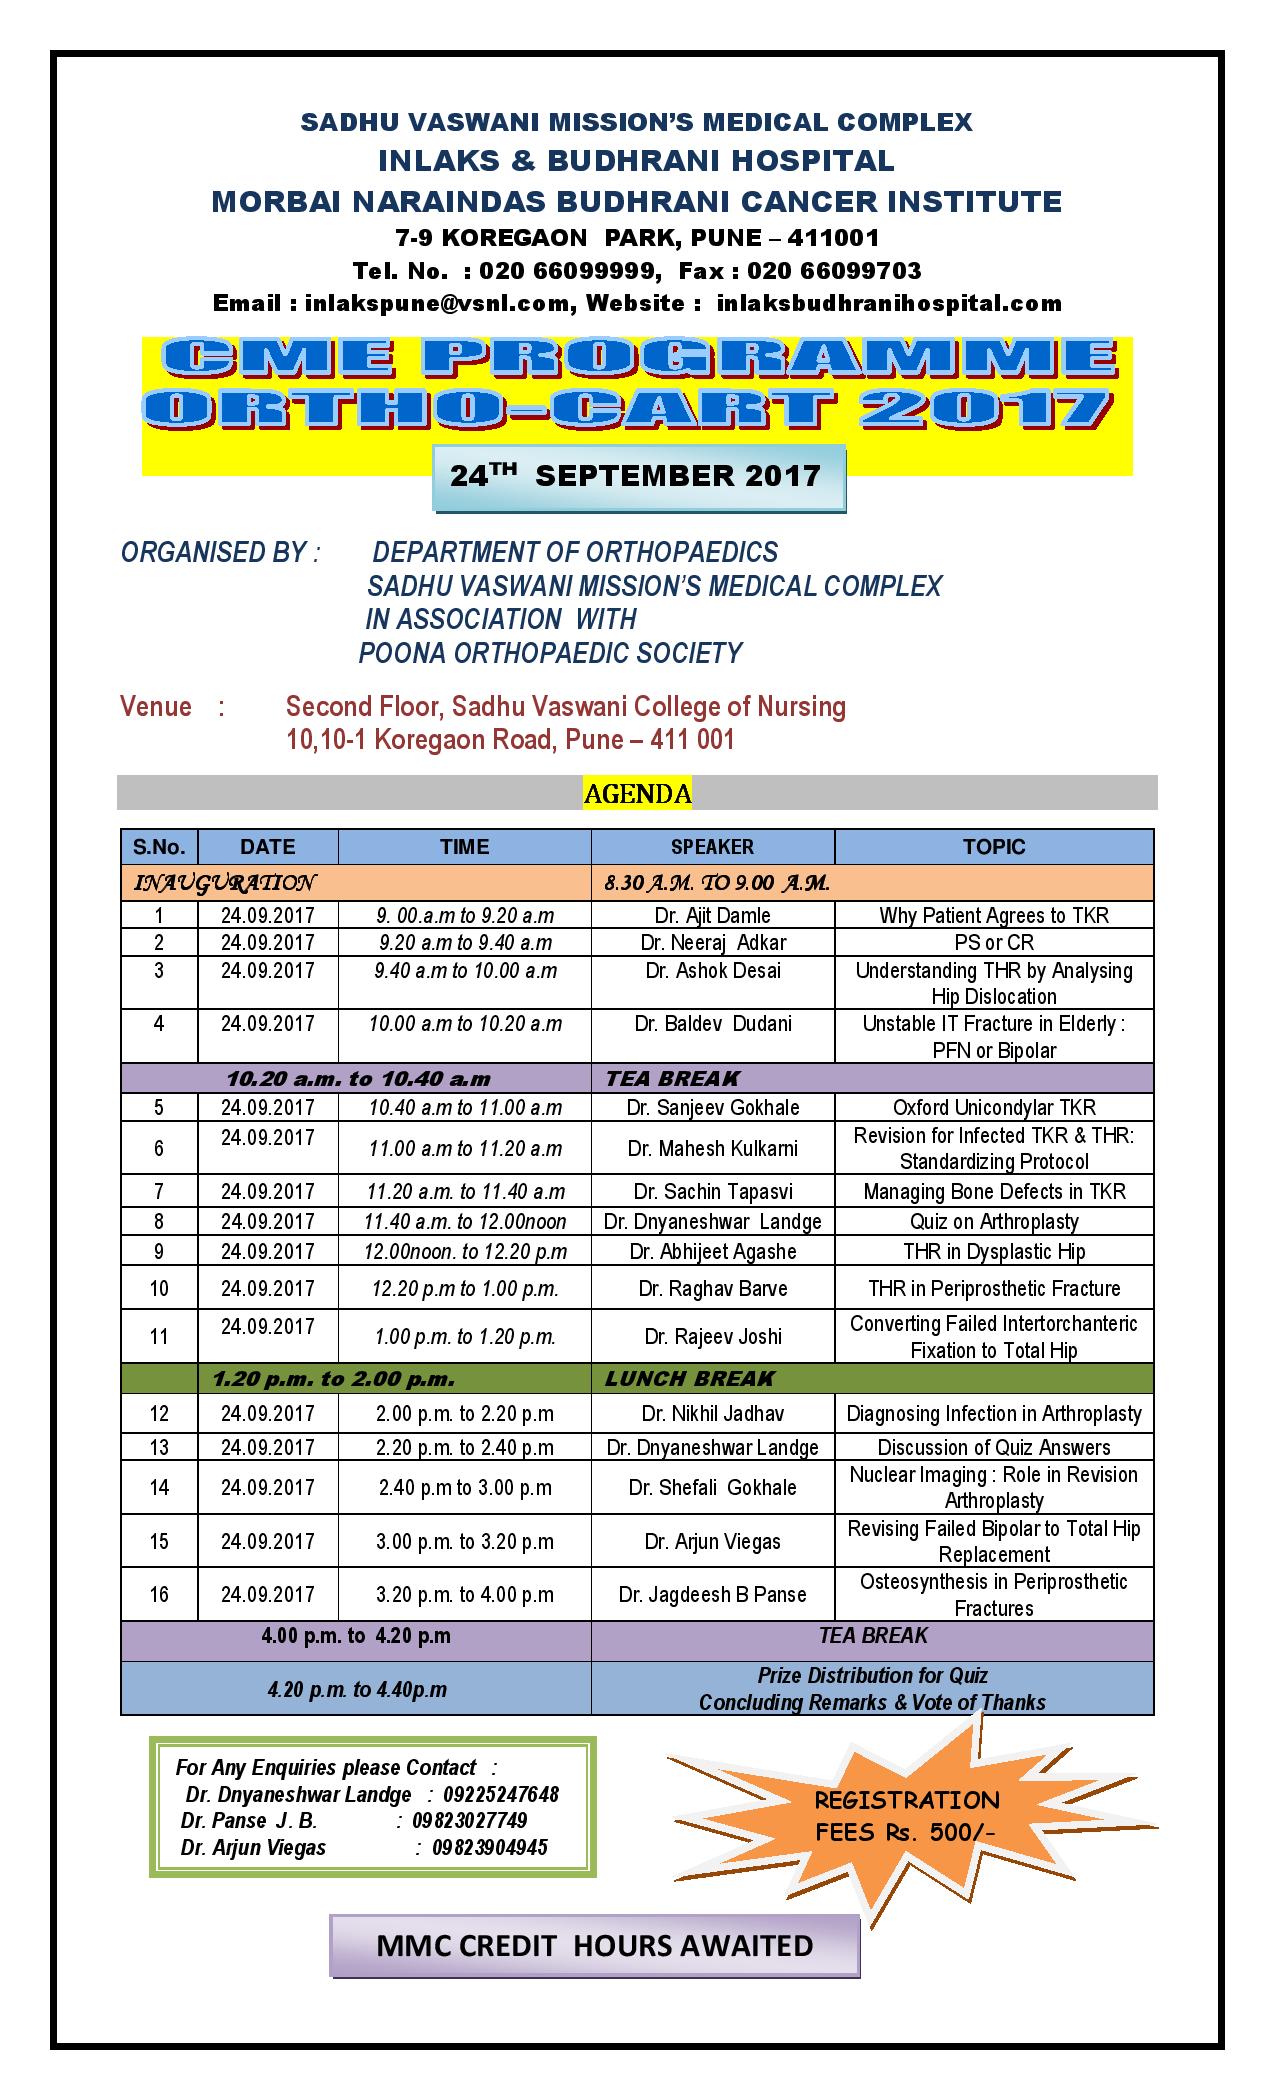 SADHU VASWANI MISSION'S MEDICAL COMPLEX
INLAKS & BUDHRANI HOSPITAL
MORBAI NARAINDAS BUDHRANI CANCER INSTITUTE
7-9 KOREGAON PARK, PUNE – 411001
Tel. No. : 020 66099999, Fax : 020 66099703
Email : inlakspune@vsnl.com, Website : inlaksbudhranihospital.com
CME PROGRAMME
ORTHO-CART 2017
24TH SEPTEMBER 2017
ORGANISED BY : DEPARTMENT OF ORTHOPAEDICS
SADHU VASWANI MISSION'S MEDICAL COMPLEX
IN ASSOCIATION WITH
POONA ORTHOPAEDIC SOCIETY
Venue : Second Floor, Sadhu Vaswani College of Nursing
10,10-1 Koregaon Road, Pune – 411 001
AGENDA
S.No. DATE TIME SPEAKER TOPIC
INAUGURATION 8.30 A.M. TO 9.00 A.M.
1 24.09.2017 9. 00.a.m to 9.20 a.m Dr. Ajit Damle Why Patient Agrees to TKR
2 24.09.2017 9.20 a.m to 9.40 a.m Dr. Neeraj Adkar PS or CR
3 24.09.2017 9.40 a.m to 10.00 a.m Dr. Ashok Desai Understanding THR by Analysing
Hip Dislocation
4 24.09.2017 10.00 a.m to 10.20 a.m Dr. Baldev Dudani Unstable IT Fracture in Elderly :
PFN or Bipolar
10.20 a.m. to 10.40 a.m TEA BREAK
5 24.09.2017 10.40 a.m to 11.00 a.m Dr. Sanjeev Gokhale Oxford Unicondylar TKR
6 24.09.2017 11.00 a.m to 11.20 a.m Dr. Mahesh Kulkarni Revision for Infected TKR & THR:
Standardizing Protocol
7 24.09.2017 11.20 a.m. to 11.40 a.m Dr. Sachin Tapasvi Managing Bone Defects in TKR
8 24.09.2017 11.40 a.m. to 12.00noon Dr. Dnyaneshwar Landge Quiz on Arthroplasty
9 24.09.2017 12.00noon. to 12.20 p.m Dr. Abhijeet Agashe THR in Dysplastic Hip
10 24.09.2017 12.20 p.m to 1.00 p.m. Dr. Raghav Barve THR in Periprosthetic Fracture
11 24.09.2017 1.00 p.m. to 1.20 p.m. Dr. Rajeev Joshi Converting Failed Intertorchanteric
Fixation to Total Hip
1.20 p.m. to 2.00 p.m. LUNCH BREAK
12 24.09.2017 2.00 p.m. to 2.20 p.m Dr. Nikhil Jadhav Diagnosing Infection in Arthroplasty
13 24.09.2017 2.20 p.m. to 2.40 p.m Dr. Dnyaneshwar Landge Discussion of Quiz Answers
14 24.09.2017 2.40 p.m to 3.00 p.m Dr. Shefali Gokhale Nuclear Imaging : Role in Revision
Arthroplasty
15 24.09.2017 3.00 p.m. to 3.20 p.m Dr. Arjun Viegas Revising Failed Bipolar to Total Hip
Replacement
16 24.09.2017 3.20 p.m. to 4.00 p.m Dr. Jagdeesh B Panse Osteosynthesis in Periprosthetic
Fractures
4.00 p.m. to 4.20 p.m TEA BREAK
4.20 p.m. to 4.40p.m Prize Distribution for Quiz
Concluding Remarks & Vote of Thanks
For Any Enquiries please Contact :
Dr. Dnyaneshwar Landge : 09225247648
Dr. Panse J. B. : 09823027749
Dr. Arjun Viegas : 09823904945
REGISTRATION
FEES Rs. 500/-
MMC CREDIT HOURS AWAITED